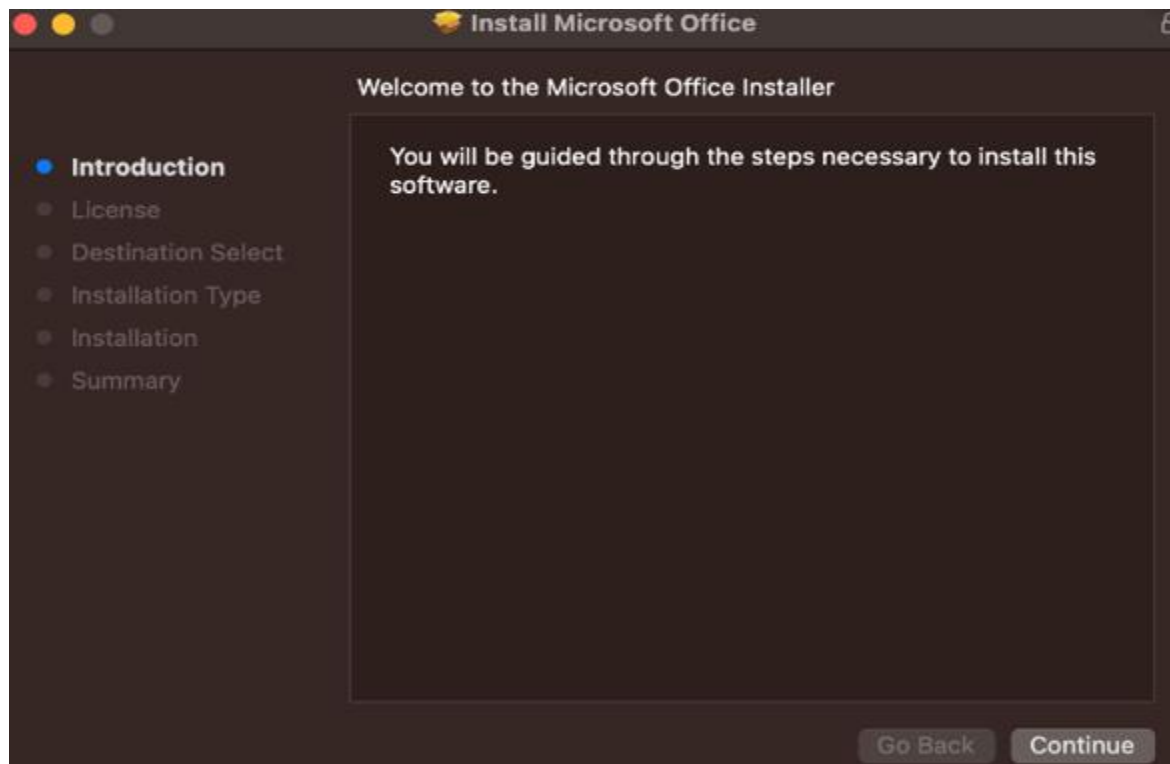 Install Microsoft Office
Welcome to the Microsoft Office Installer
Introduction
License
Destination Select
Installation Type
Installation
Summary
You will be guided through the steps necessary to install this
software.
Go Back
Continue